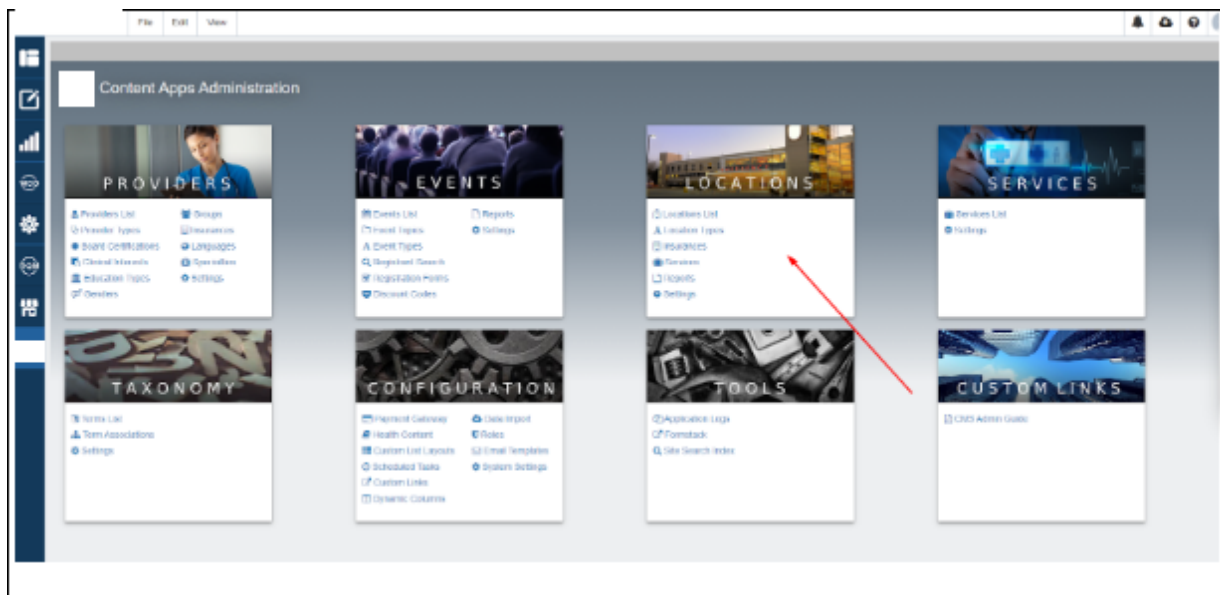 File Edit View
Content Apps Administration
PROVIDERS
Providers List
Provider Types
Board Certifications
Clinical Interests
Education Types
Genders
Groups
Insurances
Languages
Specialties
Settings
EVENTS
Events List
Event Topics
Event Types
Registrant Search
Registration Forms
Discount Codes
Reports
Settings
LOCATIONS
Locations List
Location Types
Insurances
Services
Reports
Settings
SERVICES
Services List
Settings
TAXONOMY
Terms List
Term Associations
Settings
CONFIGURATION
Payment Gateway
Health Content
Custom List Layouts
Scheduled Tasks
Custom Links
Dynamic Columns
Data Import
Roles
Email Templates
System Settings
TOOLS
Application Logs
Formstack
Site Search Index
CUSTOM LINKS
CMS Admin Guide